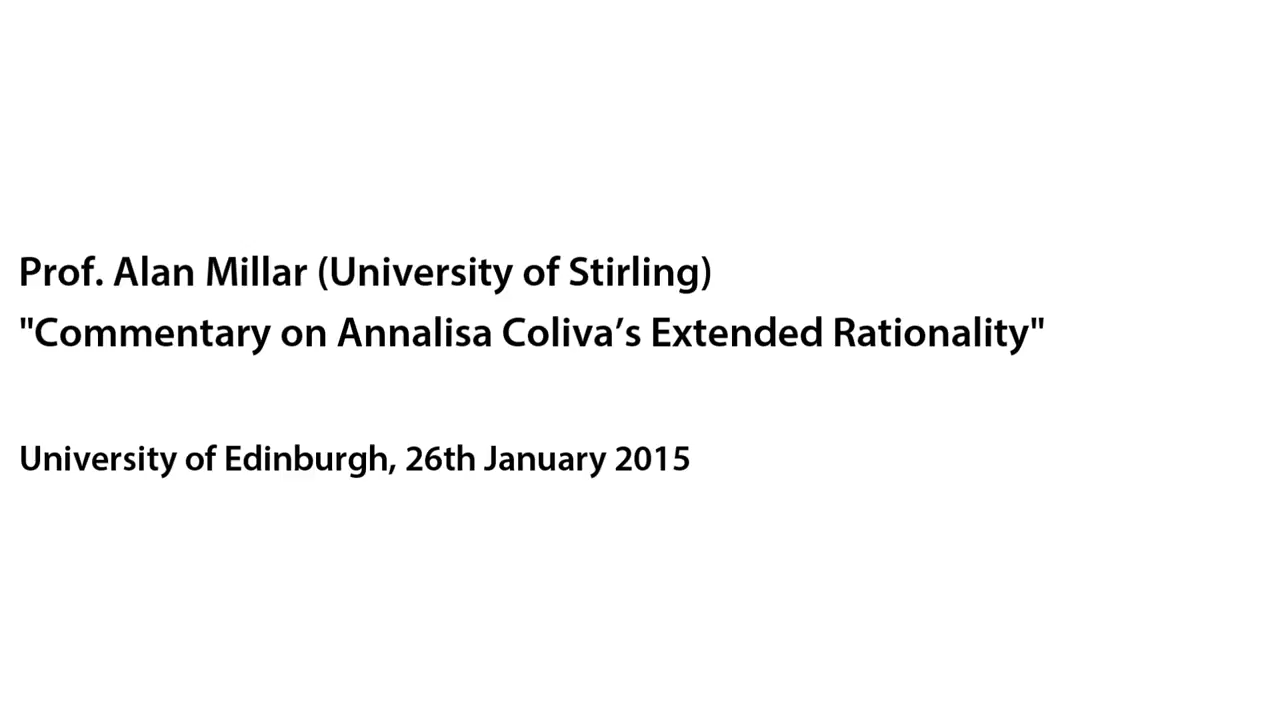 Prof. Alan Millar (University of Stirling)
"Commentary on Annalisa Coliva’s Extended Rationality"
University of Edinburgh, 26th January 2015